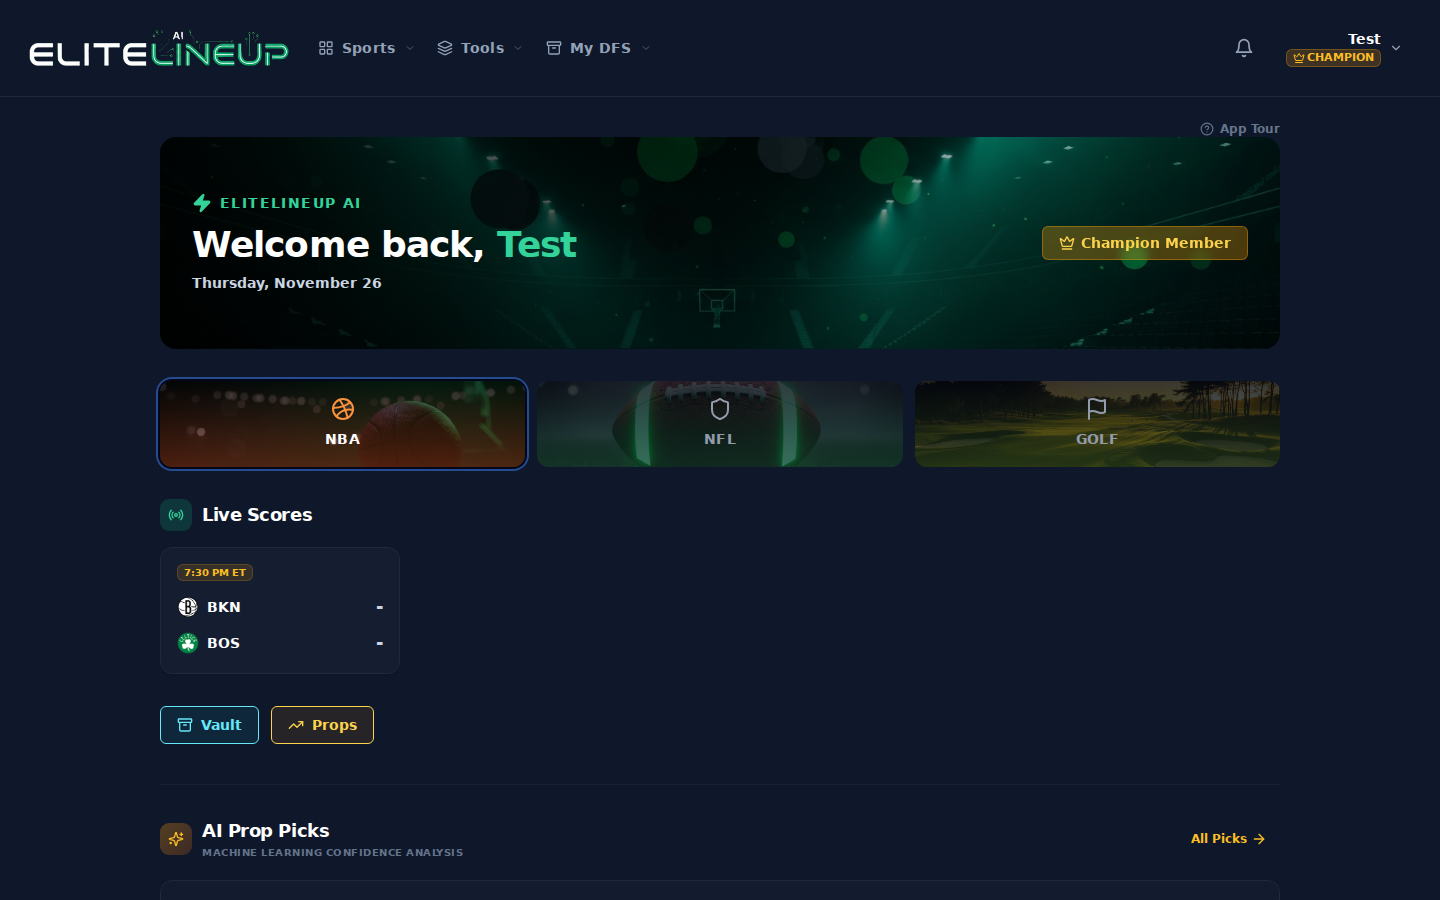 AI
ELITELINEUP
Sports
Tools
My DFS
Test
CHAMPION
App Tour
ELITELINEUP AI
Welcome back, Test
Thursday, November 26
Champion Member
NBA
NFL
GOLF
Live Scores
7:30 PM ET
BKN -
BOS -
Vault
Props
AI Prop Picks
MACHINE LEARNING CONFIDENCE ANALYSIS
All Picks